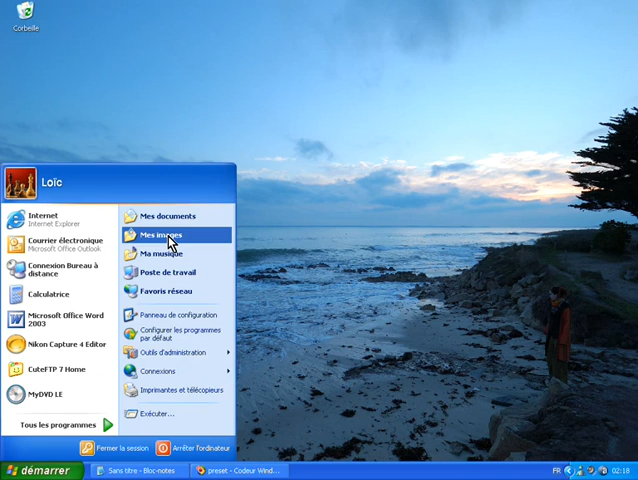 Corbeille
Loïc
Internet
Internet Explorer
Courrier électronique
Microsoft Office Outlook
Connexion Bureau à
distance
Calculatrice
Microsoft Office Word
2003
Nikon Capture 4 Editor
CuteFTP 7 Home
MyDVD LE
Tous les programmes
Mes documents
Mes images
Ma musique
Poste de travail
Favoris réseau
Panneau de configuration
Configurer les programmes
par défaut
Outils d'administration
Connexions
Imprimantes et télécopieurs
Exécuter...
Fermer la session
Arrêter l'ordinateur
démarrer
Sans titre - Bloc-notes
preset - Codeur Wind...
FR
02:18